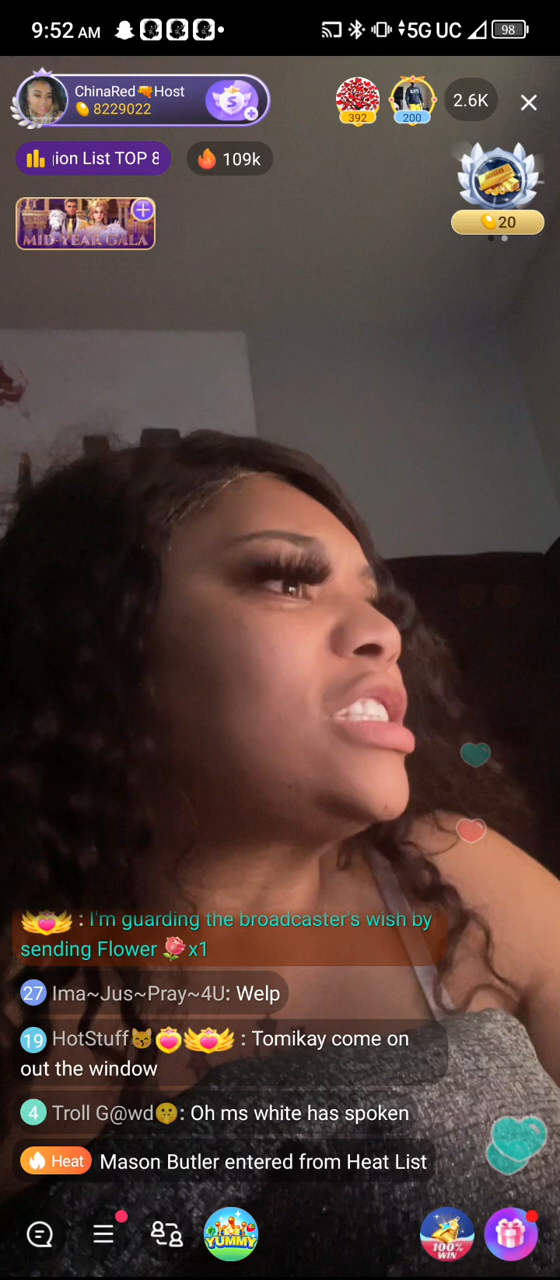 9:52 AM
5G UC
98
ChinaRed🔫Host
8229022
S
392
200
2.6K
ion List TOP 8
109k
20
MID-YEAR GALA
: I'm guarding the broadcaster's wish by
sending Flower 🌹x1
27 Ima~Jus~Pray~4U: Welp
19 HotStuff😼 : Tomikay come on
out the window
4 Troll G@wd🤫: Oh ms white has spoken
Heat Mason Butler entered from Heat List
YUMMY
100%
WIN